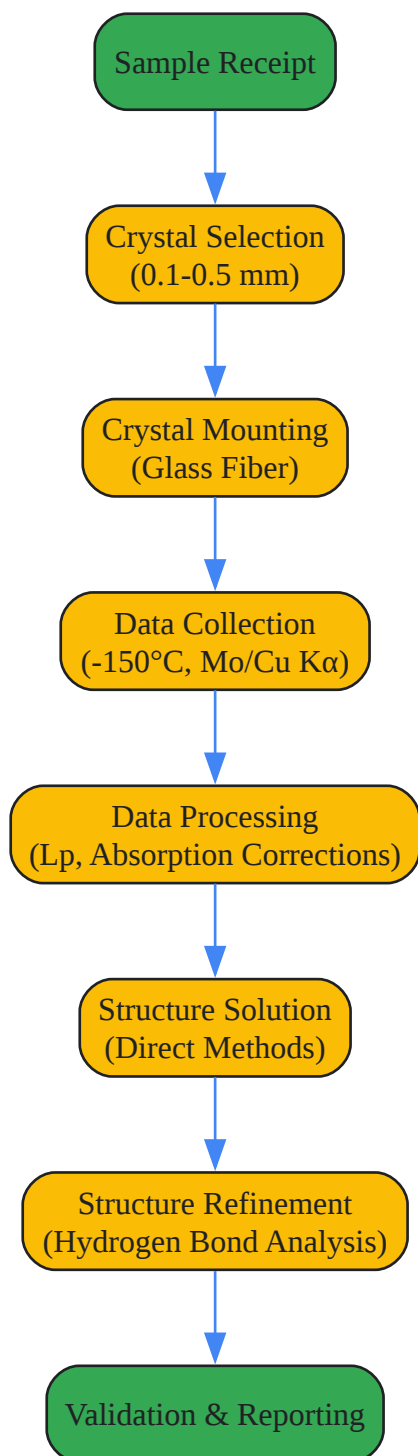 Sample Receipt
Crystal Selection
(0.1-0.5 mm)
Crystal Mounting
(Glass Fiber)
Data Collection
(-150°C, Mo/Cu Kα)
Data Processing
(Lp, Absorption Corrections)
Structure Solution
(Direct Methods)
Structure Refinement
(Hydrogen Bond Analysis)
Validation & Reporting